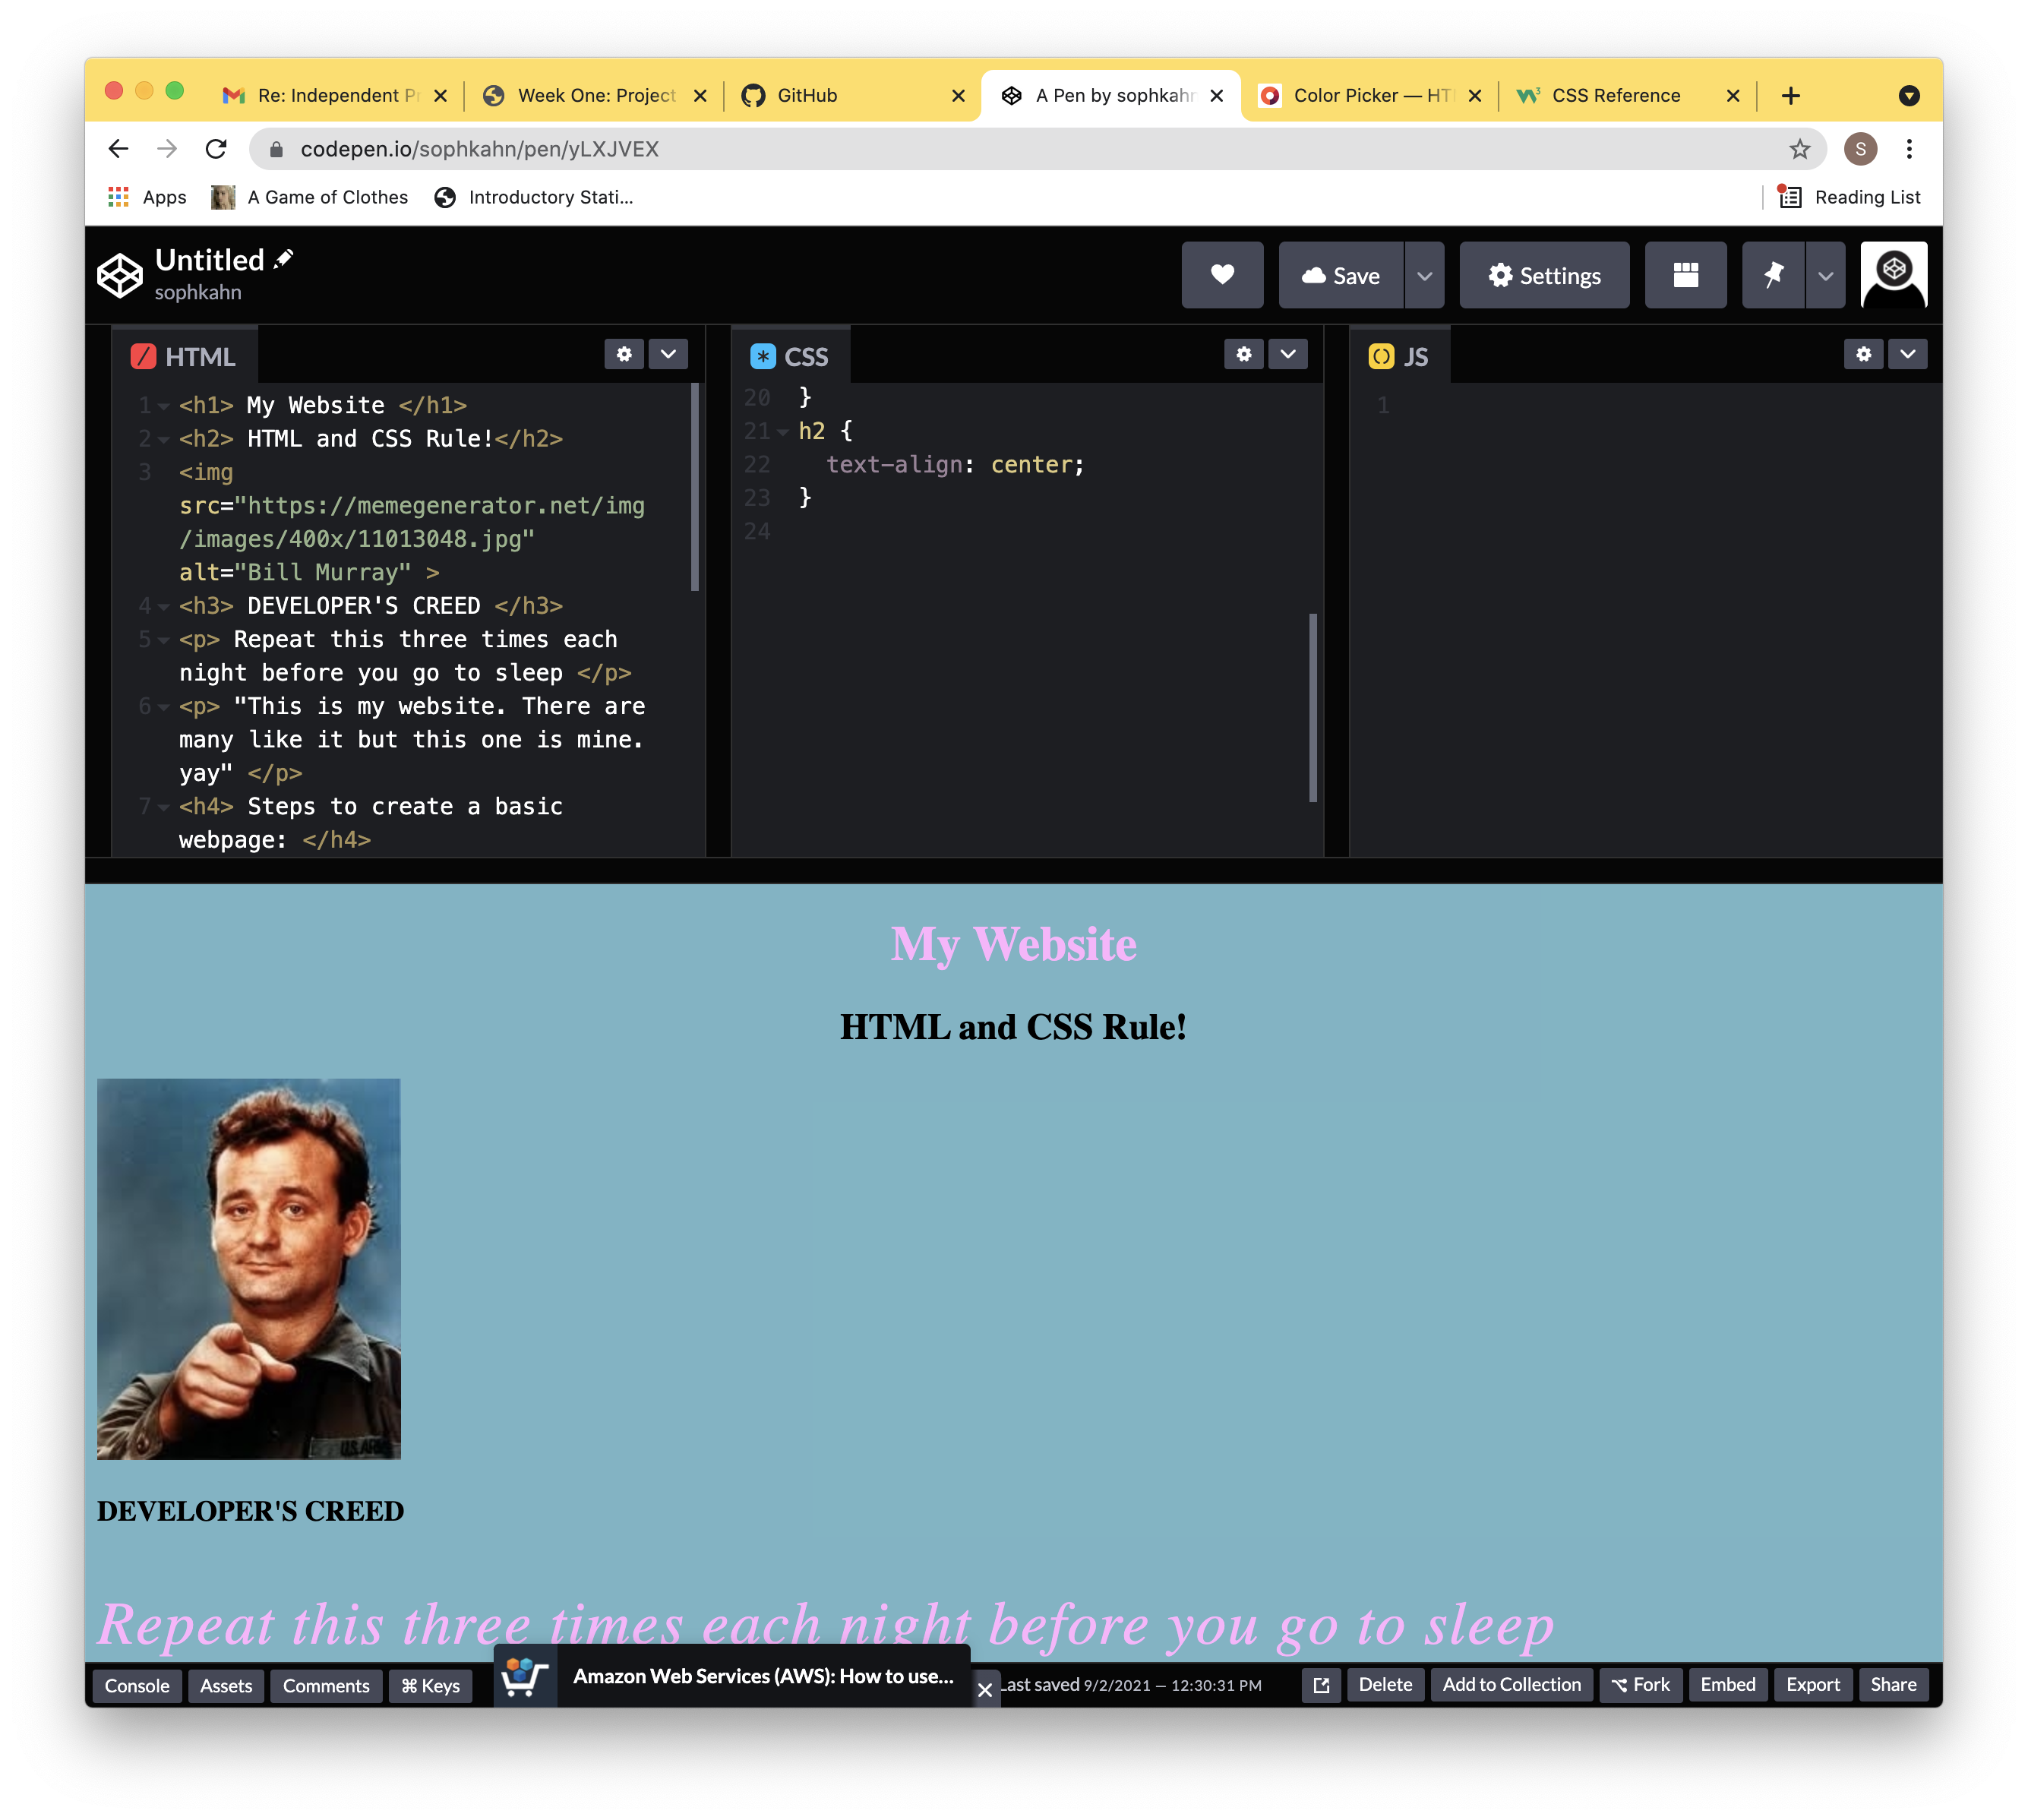 Re: Independent Pr
Week One: Project
GitHub
A Pen by sophkahn
Color Picker — HTM
CSS Reference
codepen.io/sophkahn/pen/yLXJVEX
S
Apps
A Game of Clothes
Introductory Stati...
Reading List
Untitled
sophkahn
Save
Settings
HTML
CSS
JS
1 <h1> My Website </h1>
2 <h2> HTML and CSS Rule!</h2>
3 <img
src="https://memegenerator.net/img
/images/400x/11013048.jpg"
alt="Bill Murray" >
4 <h3> DEVELOPER'S CREED </h3>
5 <p> Repeat this three times each
night before you go to sleep </p>
6 <p> "This is my website. There are
many like it but this one is mine.
yay" </p>
7 <h4> Steps to create a basic
webpage: </h4>
20 }
21 h2 {
22 text-align: center;
23 }
24
1
My Website
HTML and CSS Rule!
U.S. ARM
DEVELOPER'S CREED
Repeat this three times each night before you go to sleep
Console
Assets
Comments
⌘ Keys
Amazon Web Services (AWS): How to use...
Last saved 9/2/2021 — 12:30:31 PM
Delete
Add to Collection
Fork
Embed
Export
Share